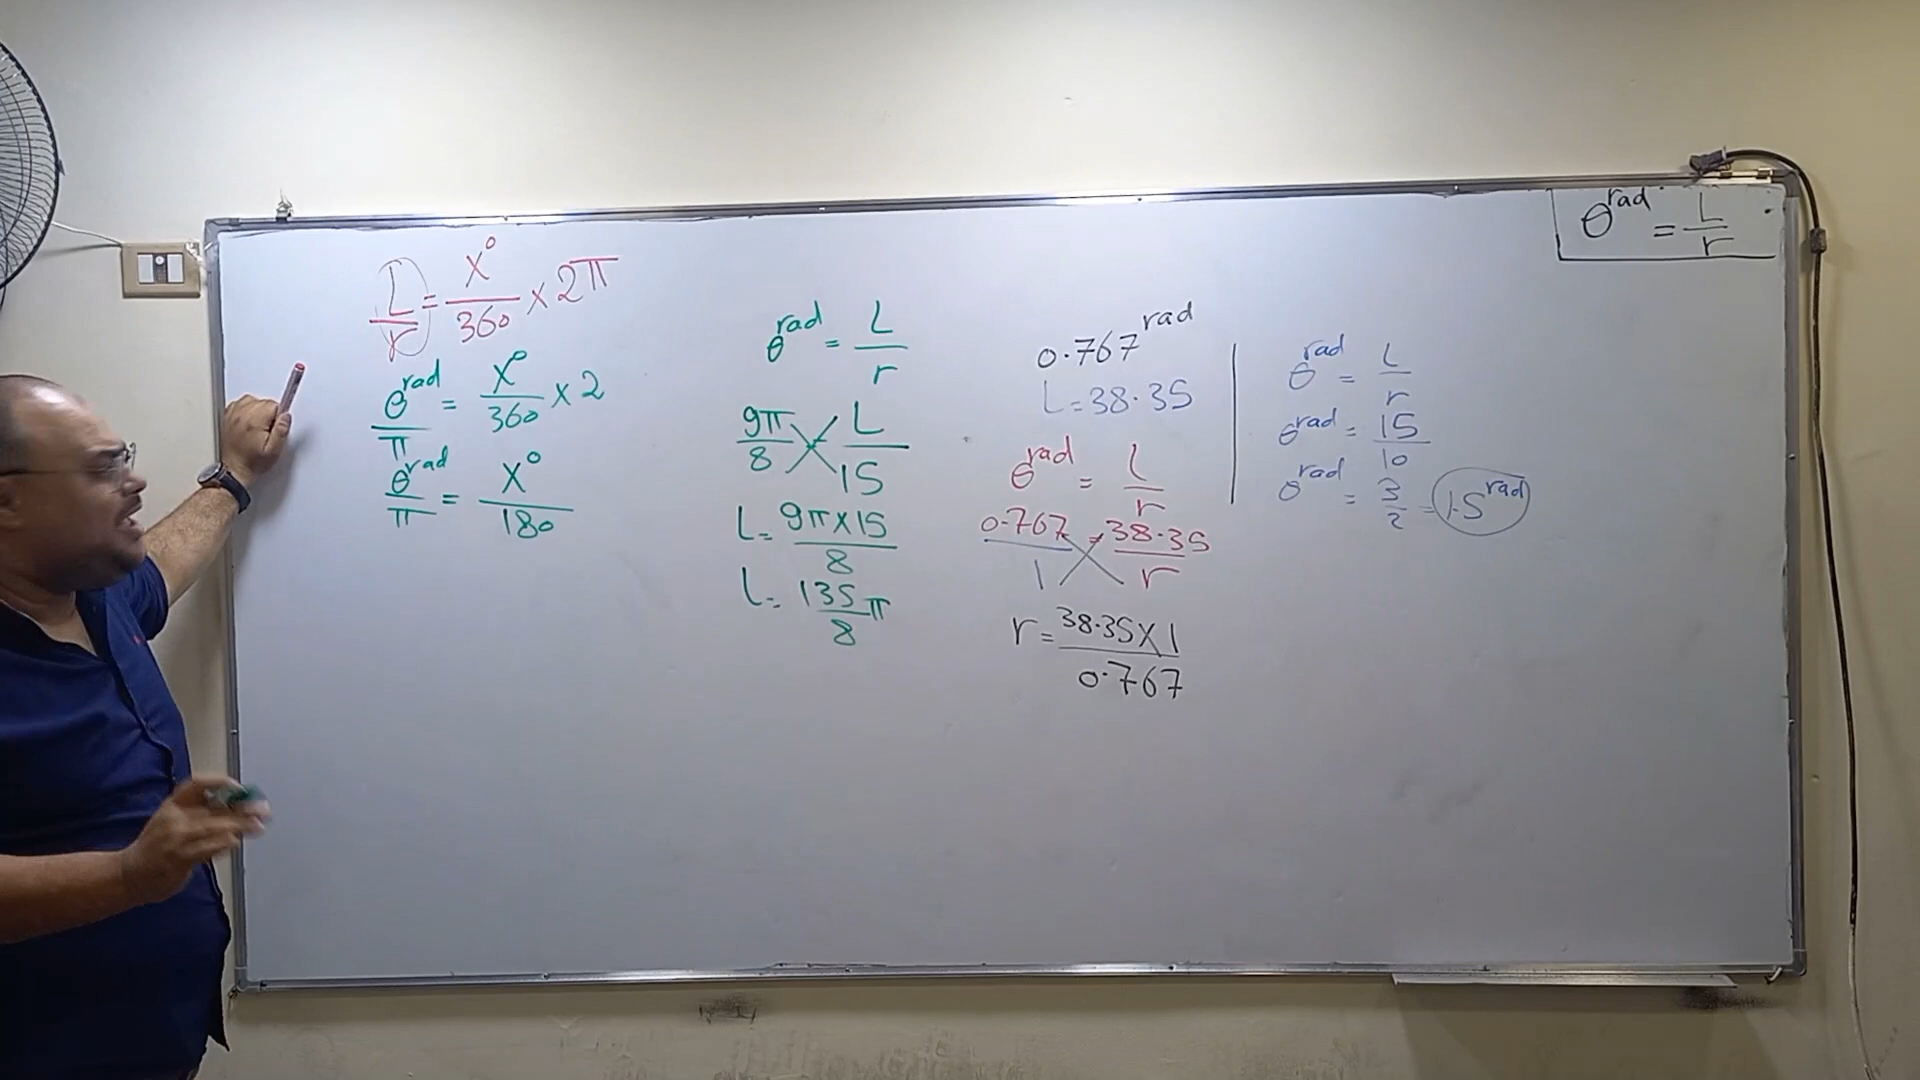 θ^rad = L/r
L/r = x°/360 × 2π
θ^rad/π = x°/360 × 2
θ^rad/π = x°/180
θ^rad = L/r
9π/8 L/15
L = 9π×15/8
L = 135/8 π
0.767^rad
L = 38.35
θ^rad = L/r
0.767/1 = 38.35/r
r = 38.35×1/0.767
θ^rad = L/r
θ^rad = 15/10
θ^rad = 3/2 = 1.5^rad